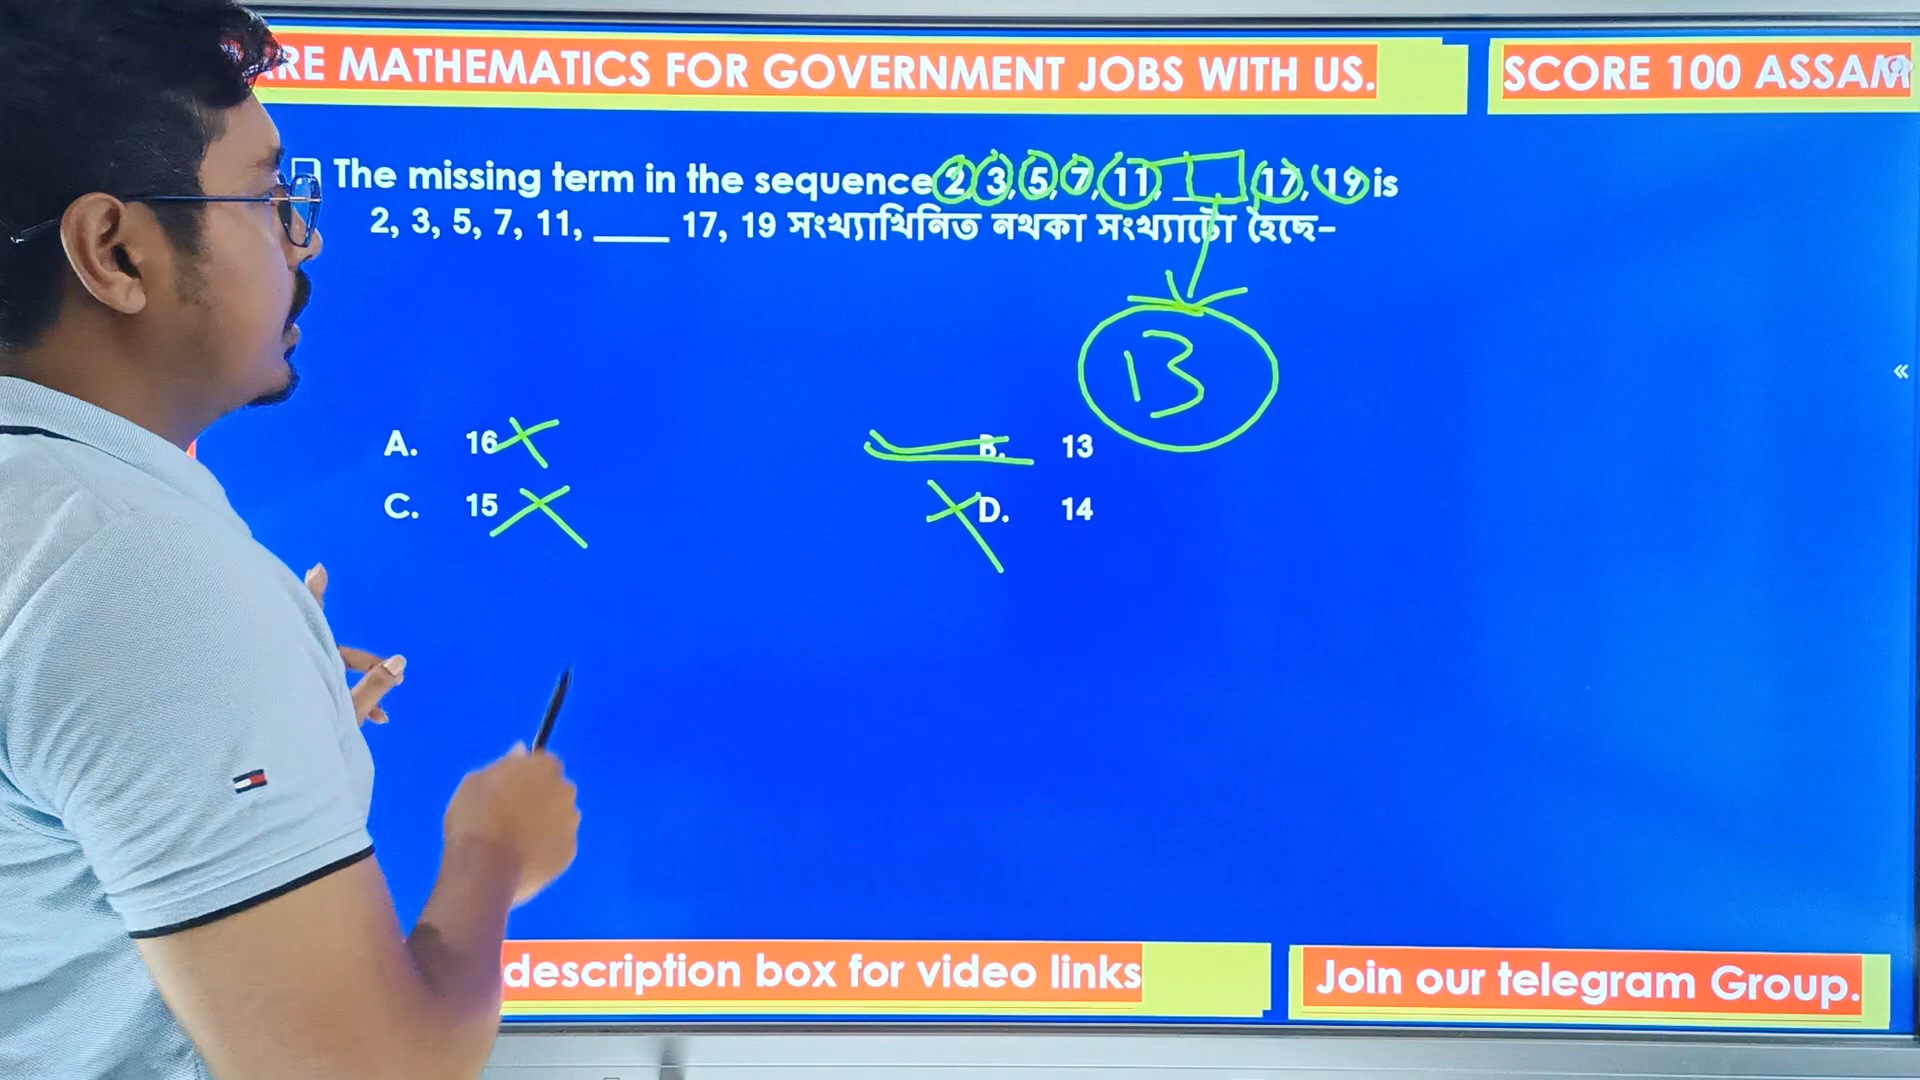 ARE MATHEMATICS FOR GOVERNMENT JOBS WITH US.
SCORE 100 ASSAM
The missing term in the sequence 2, 3, 5, 7, 11, ___ 17, 19 is
2, 3, 5, 7, 11, ____ 17, 19 সংখ্যাখিনিত নথকা সংখ্যাটো হৈছে-
13
A. 16
B. 13
C. 15
D. 14
description box for video links
Join our telegram Group.